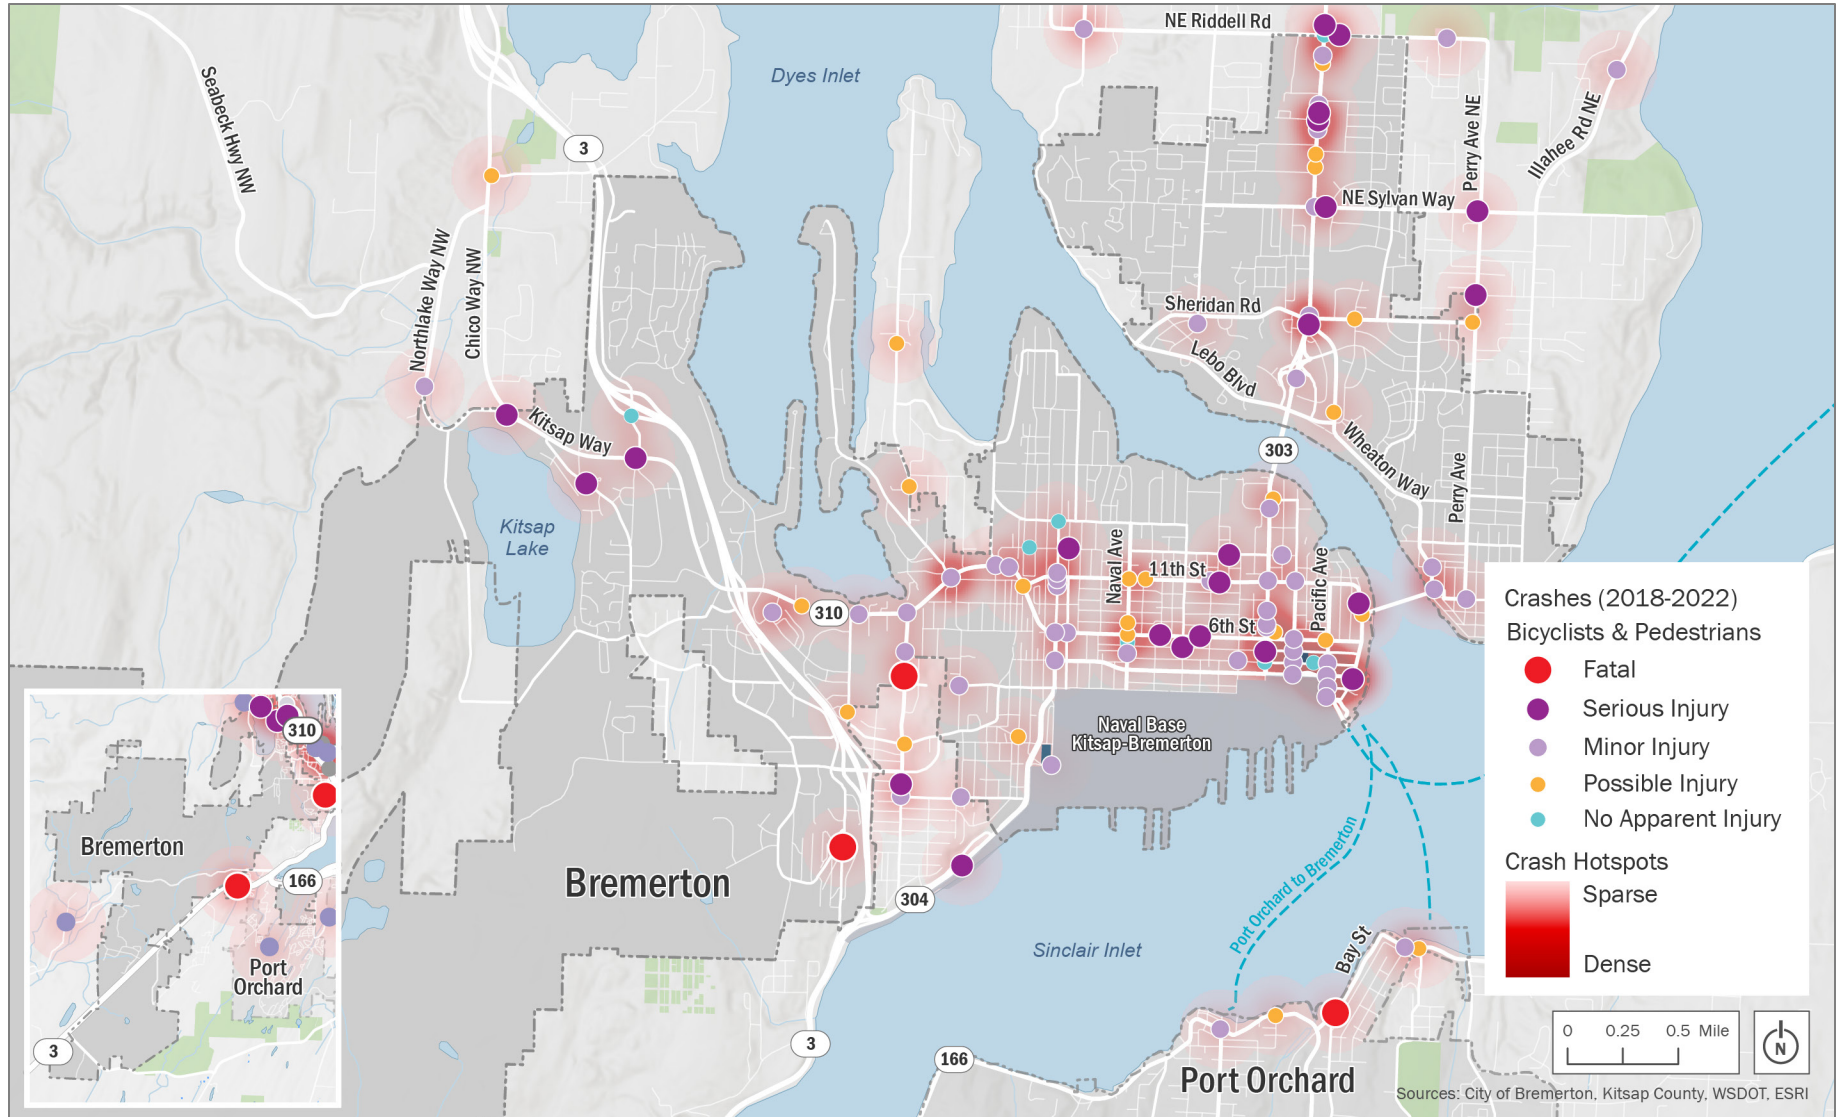 NE Riddell Rd
Dyes Inlet
Seabeck Hwy NW
3
Perry Ave NE
Illahee Rd NE
NE Sylvan Way
Northlake Way NW
Chico Way NW
Sheridan Rd
Lebo Blvd
Kitsap Way
303
Wheaton Way
Perry Ave
Kitsap
Lake
Naval Ave
11th St
Pacific Ave
310
6th St
Naval Base
Kitsap-Bremerton
Bremerton
304
Port Orchard to Bremerton
Sinclair Inlet
Bay St
3
166
Port Orchard
310
Bremerton
166
Port
Orchard
3
Crashes (2018-2022)
Bicyclists & Pedestrians
Fatal
Serious Injury
Minor Injury
Possible Injury
No Apparent Injury
Crash Hotspots
Sparse
Dense
0 0.25 0.5 Mile
N
Sources: City of Bremerton, Kitsap County, WSDOT, ESRI